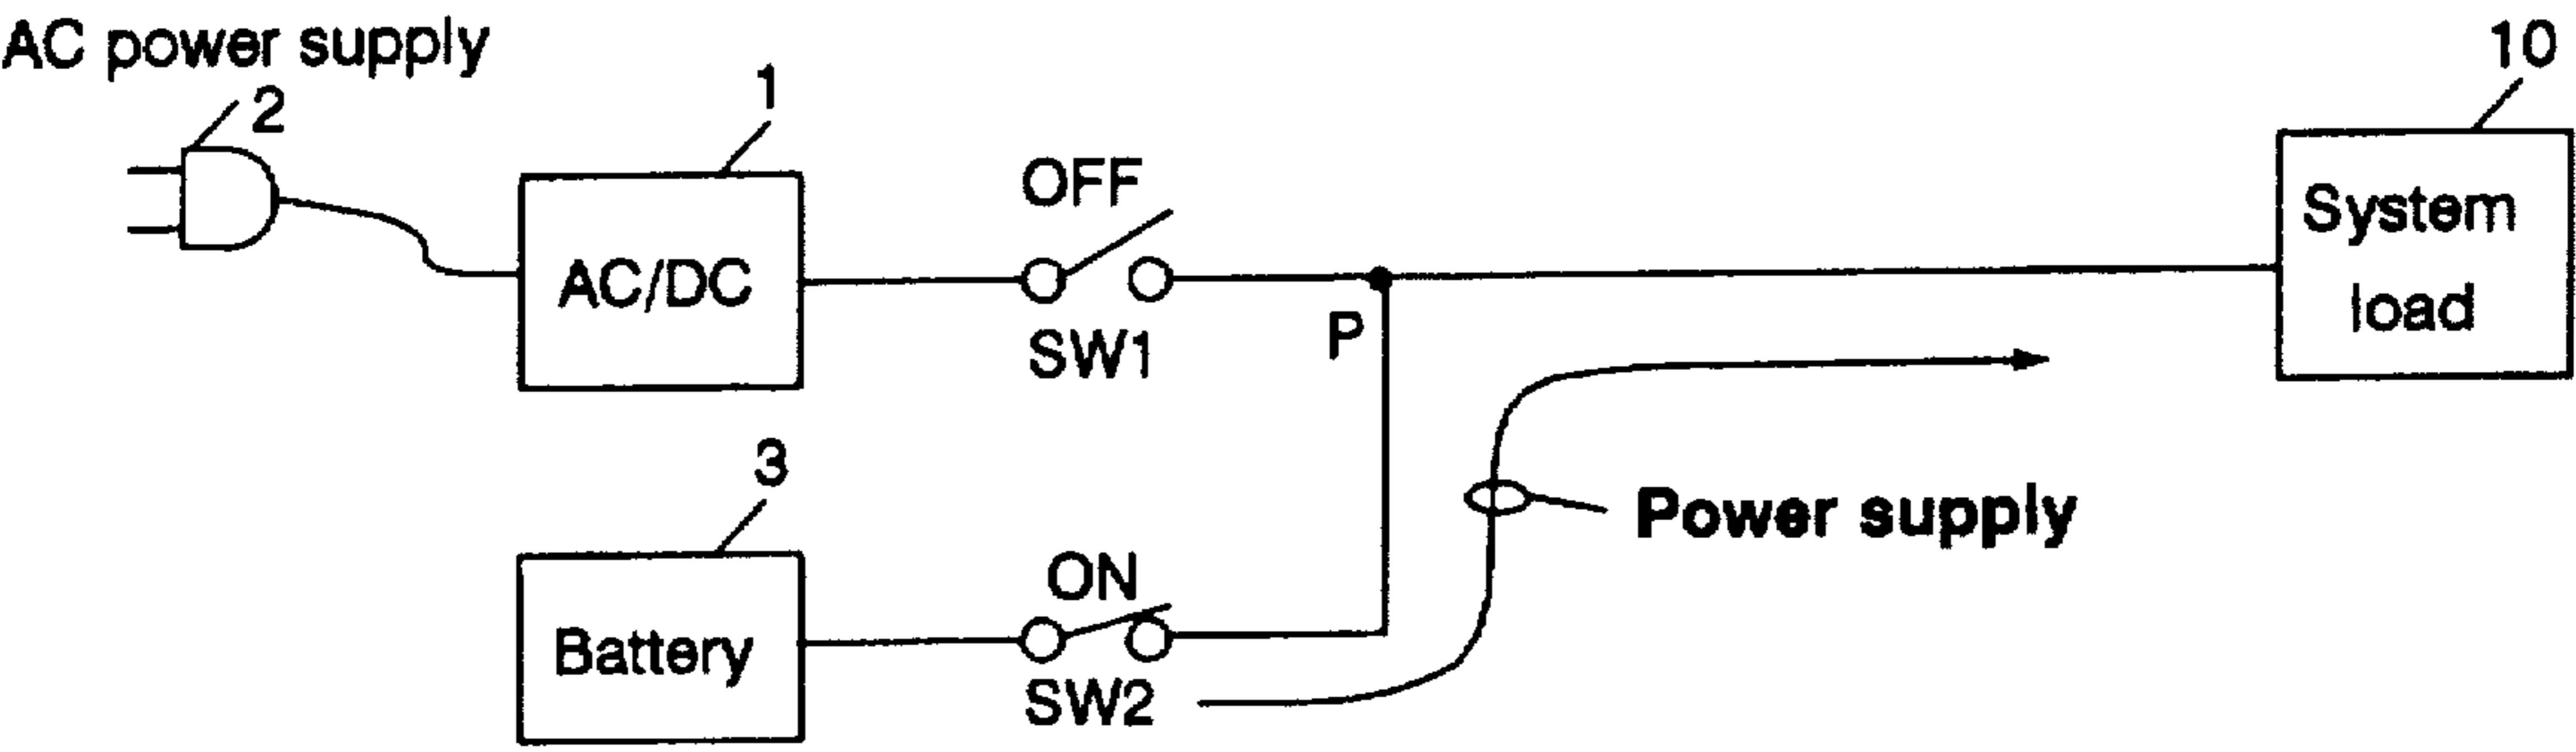 AC power supply
2
1
10
OFF
AC/DC
SW1
P
System
load
3
Power supply
ON
Battery
SW2